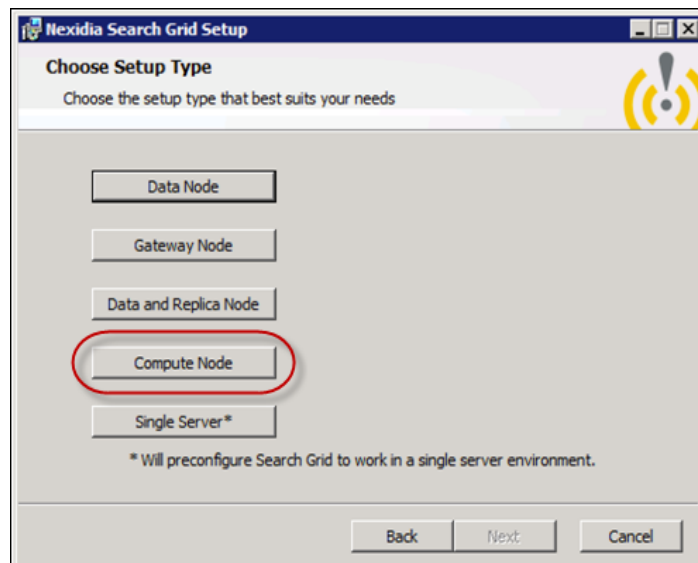 Nexidia Search Grid Setup
Choose Setup Type
Choose the setup type that best suits your needs
Data Node
Gateway Node
Data and Replica Node
Compute Node
Single Server*
* Will preconfigure Search Grid to work in a single server environment.
Back Next Cancel